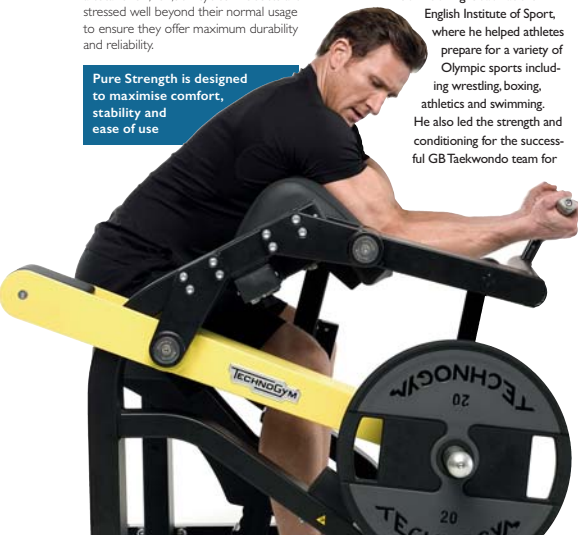 stressed well beyond their normal usage
to ensure they offer maximum durability
and reliability.
Pure Strength is designed
to maximise comfort,
stability and
ease of use
English Institute of Sport,
where he helped athletes
prepare for a variety of
Olympic sports includ-
ing wrestling, boxing,
athletics and swimming.
He also led the strength and
conditioning for the success-
ful GB Taekwondo team for
TECHNOGYM
TECHNOGYM
20
20
TECHNOGYM